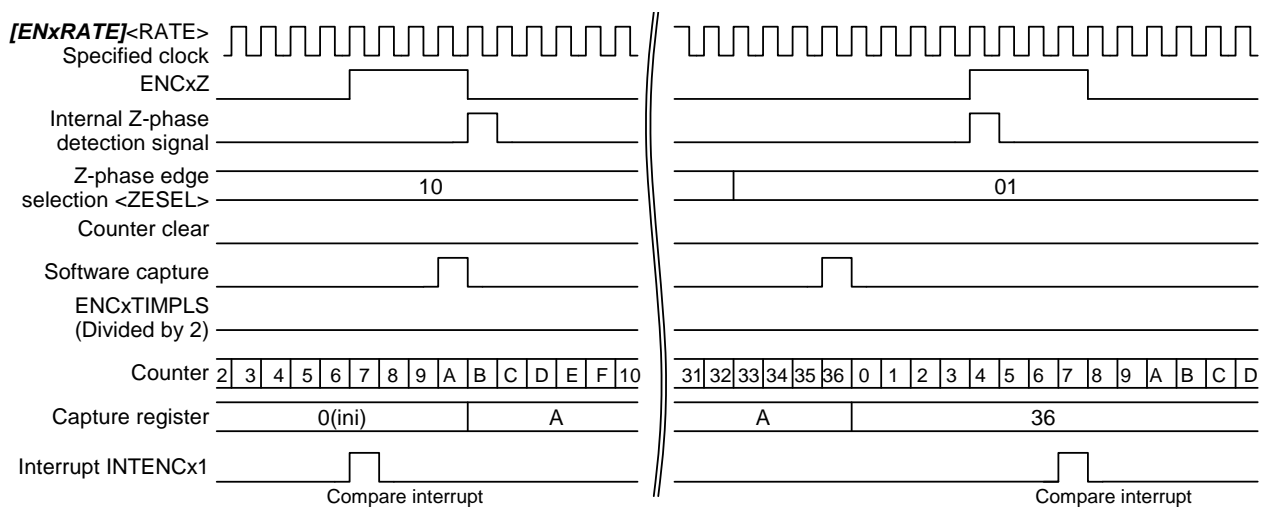 [ENxRATE]<RATE>
Specified clock
ENCxZ
Internal Z-phase
detection signal
Z-phase edge
selection <ZESEL>
10
01
Counter clear
Software capture
ENCxTIMPLS
(Divided by 2)
Counter 2 3 4 5 6 7 8 9 A B C D E F 10 31 32 33 34 35 36 0 1 2 3 4 5 6 7 8 9 A B C D
Capture register 0(ini) A A 36
Interrupt INTENCx1
Compare interrupt Compare interrupt